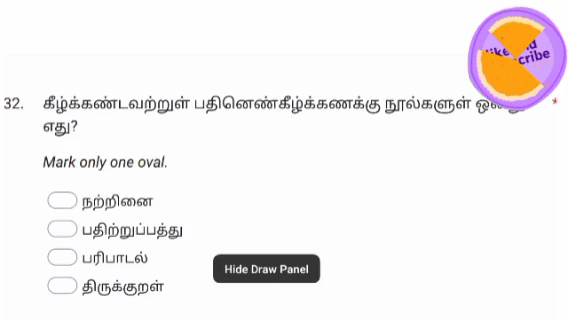 32. கீழ்க்கண்டவற்றுள் பதினெண்கீழ்க்கணக்கு நூல்களுள் *
எது?
Mark only one oval.
நற்றினை
பதிற்றுப்பத்து
பரிபாடல்
திருக்குறள்
Hide Draw Panel